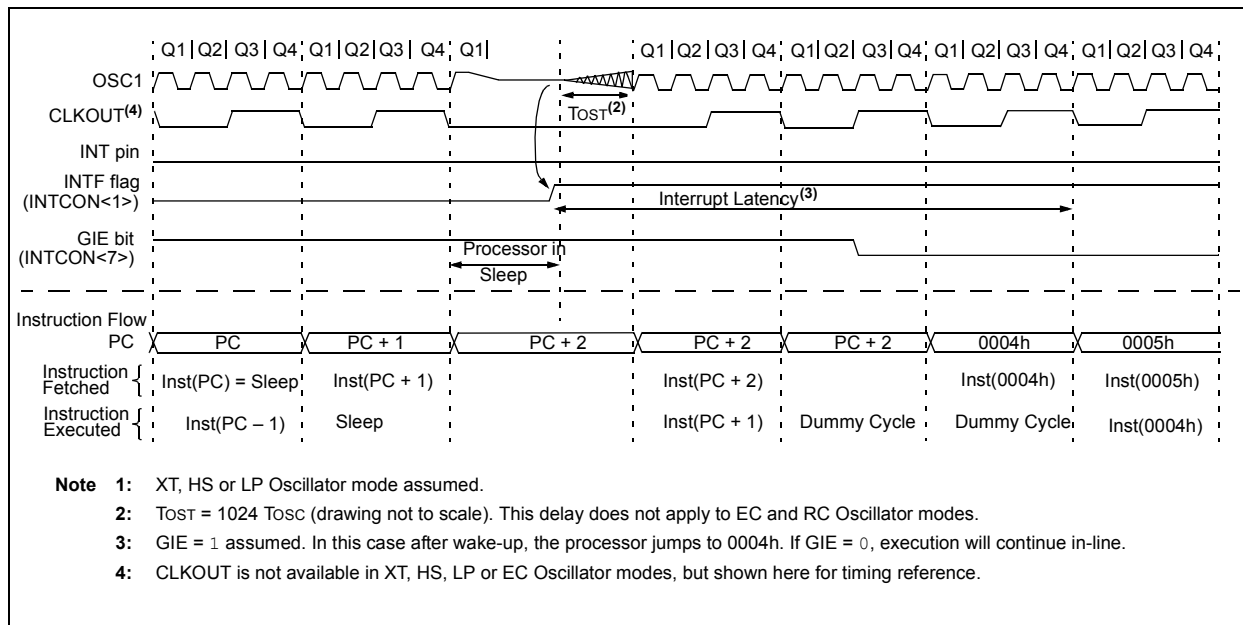 Q1 Q2 Q3 Q4 Q1 Q2 Q3 Q4 Q1 Q1 Q2 Q3 Q4 Q1 Q2 Q3 Q4 Q1 Q2 Q3 Q4 Q1 Q2 Q3 Q4
OSC1
TOST(2)
CLKOUT(4)
INT pin
INTF flag
(INTCON<1>)
Interrupt Latency(3)
GIE bit
(INTCON<7>)
Processor in
Sleep
Instruction Flow
PC PC PC + 1 PC + 2 PC + 2 PC + 2 0004h 0005h
Instruction
Fetched
Inst(PC) = Sleep Inst(PC + 1) Inst(PC + 2) Inst(0004h) Inst(0005h)
Instruction
Executed
Inst(PC – 1) Sleep Inst(PC + 1) Dummy Cycle Dummy Cycle Inst(0004h)
Note 1: XT, HS or LP Oscillator mode assumed.
2: TOST = 1024 TOSC (drawing not to scale). This delay does not apply to EC and RC Oscillator modes.
3: GIE = 1 assumed. In this case after wake-up, the processor jumps to 0004h. If GIE = 0, execution will continue in-line.
4: CLKOUT is not available in XT, HS, LP or EC Oscillator modes, but shown here for timing reference.